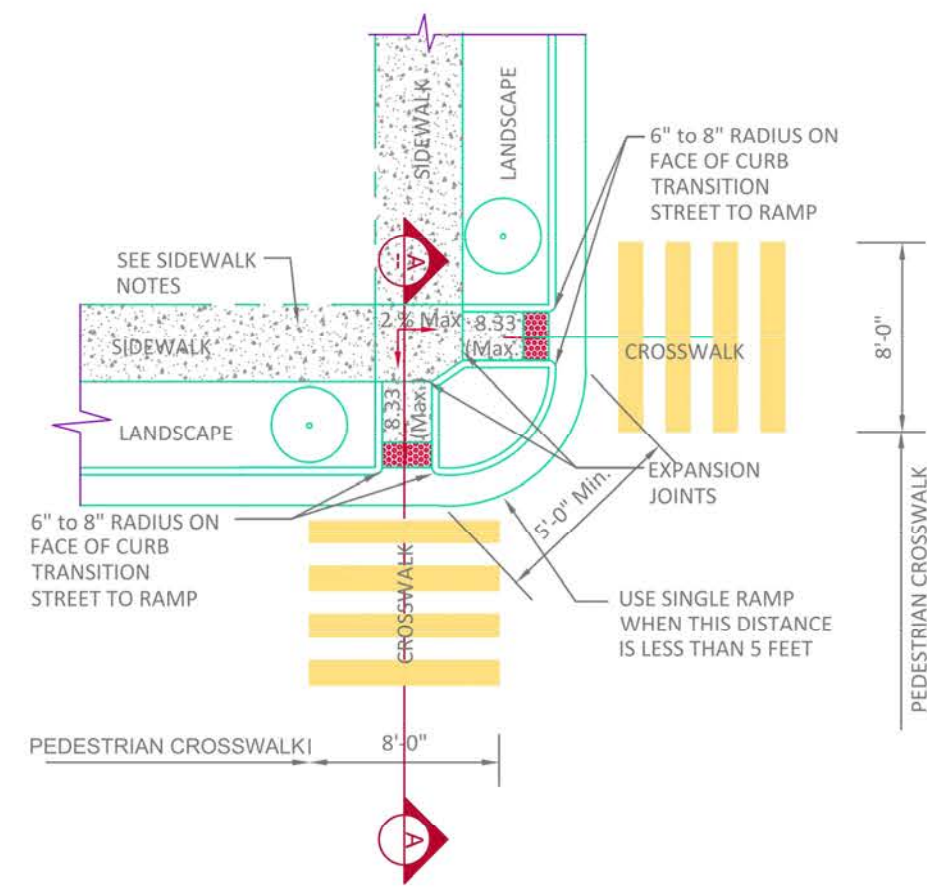 SIDEWALK
LANDSCAPE
6" to 8" RADIUS ON
FACE OF CURB
TRANSITION
STREET TO RAMP
A
SEE SIDEWALK
NOTES
SIDEWALK
2 % Max
8.33
(Max
CROSSWALK
8'-0"
8.33
(Max)
LANDSCAPE
EXPANSION
JOINTS
5'-0" Min.
6" to 8" RADIUS ON
FACE OF CURB
TRANSITION
STREET TO RAMP
CROSSWALK
USE SINGLE RAMP
WHEN THIS DISTANCE
IS LESS THAN 5 FEET
PEDESTRIAN CROSSWALK
PEDESTRIAN CROSSWALK
8'-0"
A